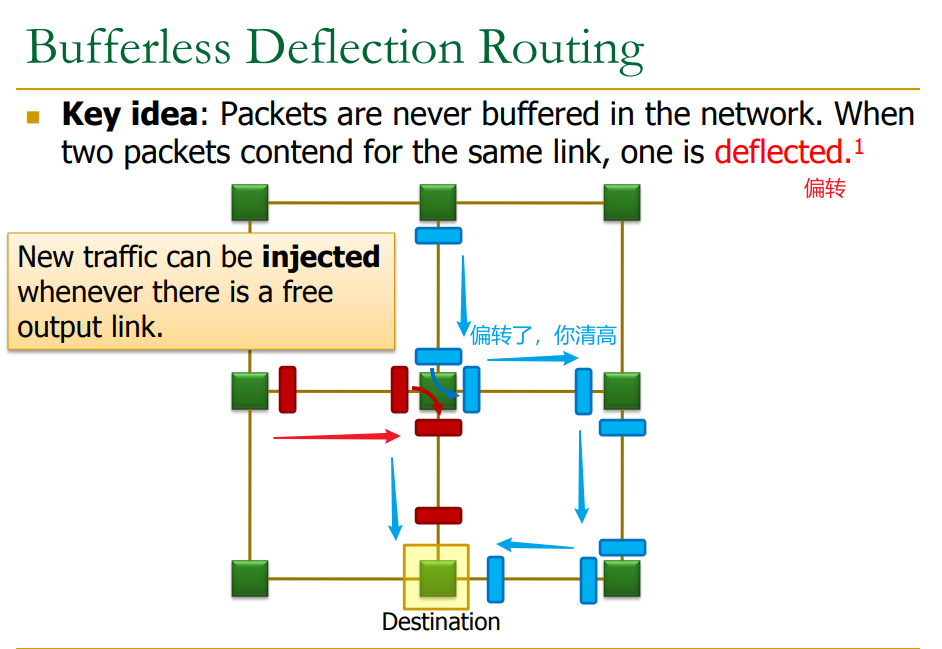 Bufferless Deflection Routing
Key idea: Packets are never buffered in the network. When
two packets contend for the same link, one is deflected.¹
偏转
New traffic can be injected
whenever there is a free
output link.
偏转了，你清高
Destination